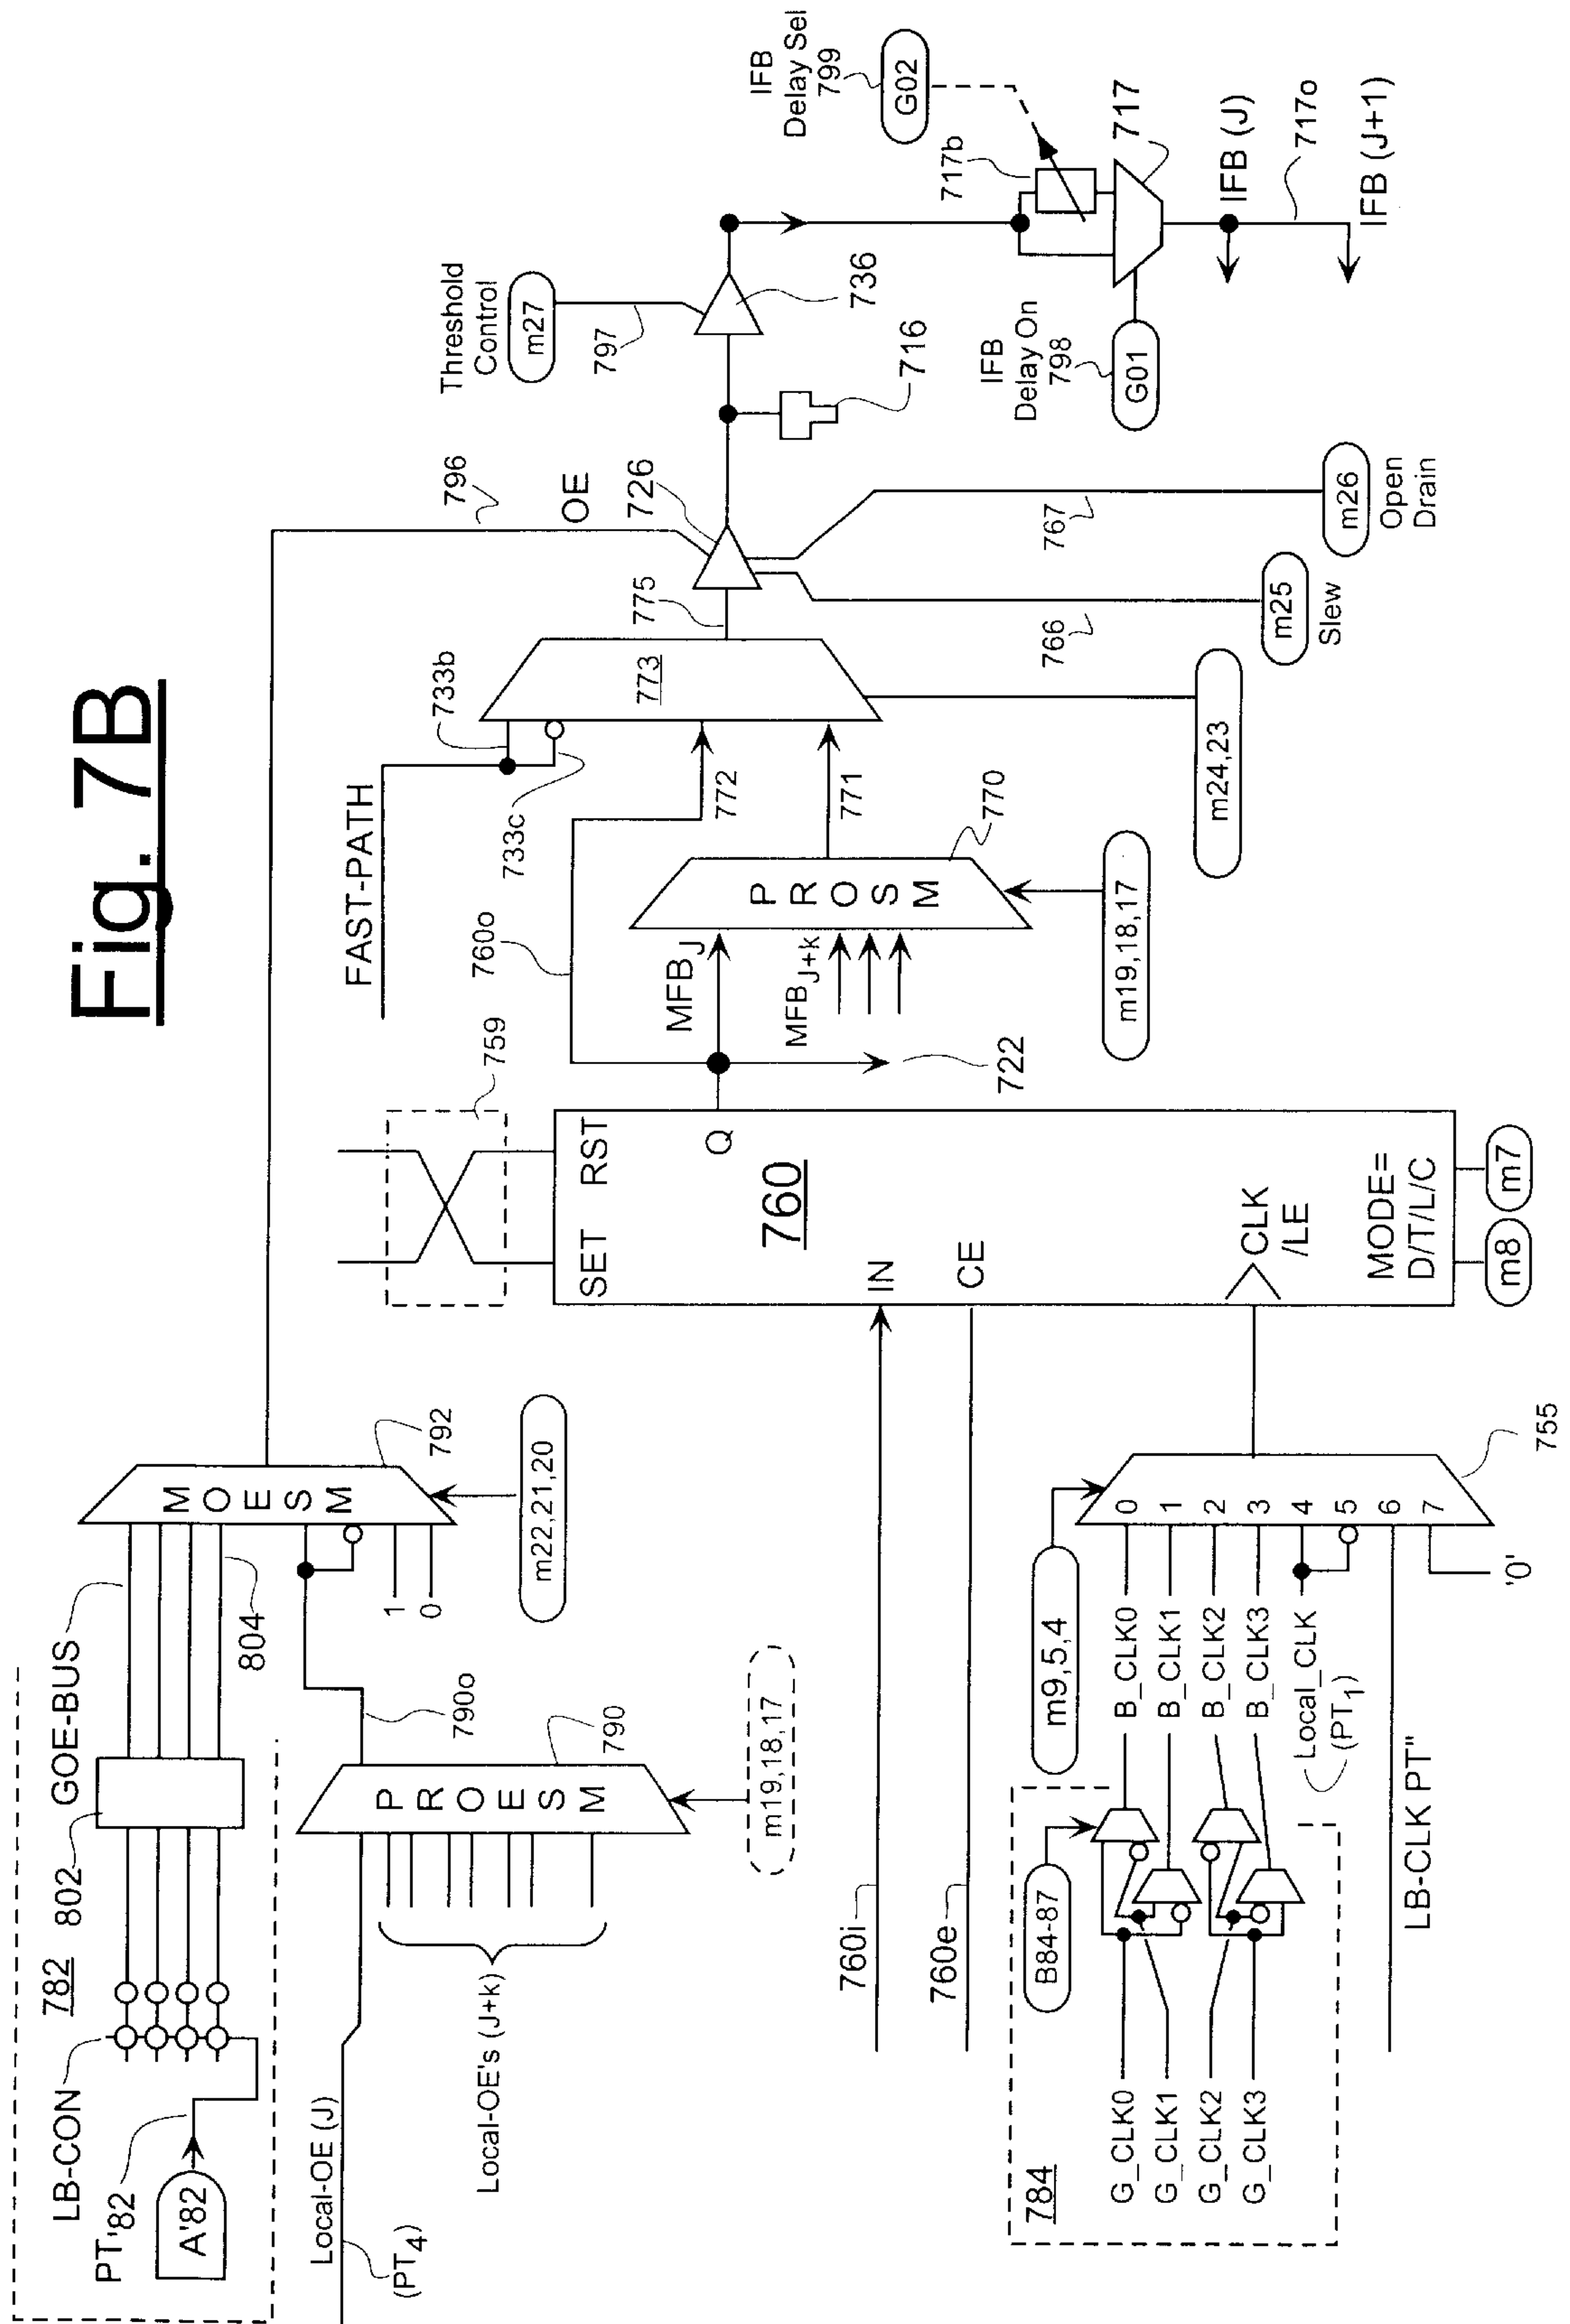 Fig. 7B
782
802
GOE-BUS
LB-CON
PT'82
A'82
804
M O E S M
792
m22,21,20
1
0
Local-OE (J)
(PT4)
Local-OE's (J+k)
P R O E S M
790
790o
m19,18,17
796
OE
759
SET RST
760
Q
IN
CE
CLK
/LE
MODE=
D/T/L/C
m8
m7
760i
760e
760o
722
FAST-PATH
733b
733c
MFBJ
MFBJ+k
P R O S M
770
m19,18,17
772
771
773
775
m24,23
726
766
m25
Slew
767
m26
Open
Drain
716
Threshold
Control
m27
797
736
IFB
Delay Sel
799
G02
717b
717
IFB
Delay On
798
G01
IFB (J)
717o
IFB (J+1)
784
G_CLK0
G_CLK1
G_CLK2
G_CLK3
B84-87
m9,5,4
B_CLK0
B_CLK1
B_CLK2
B_CLK3
Local_CLK
(PT1)
LB-CLK PT"
0
1
2
3
4
5
6
7
'0'
755